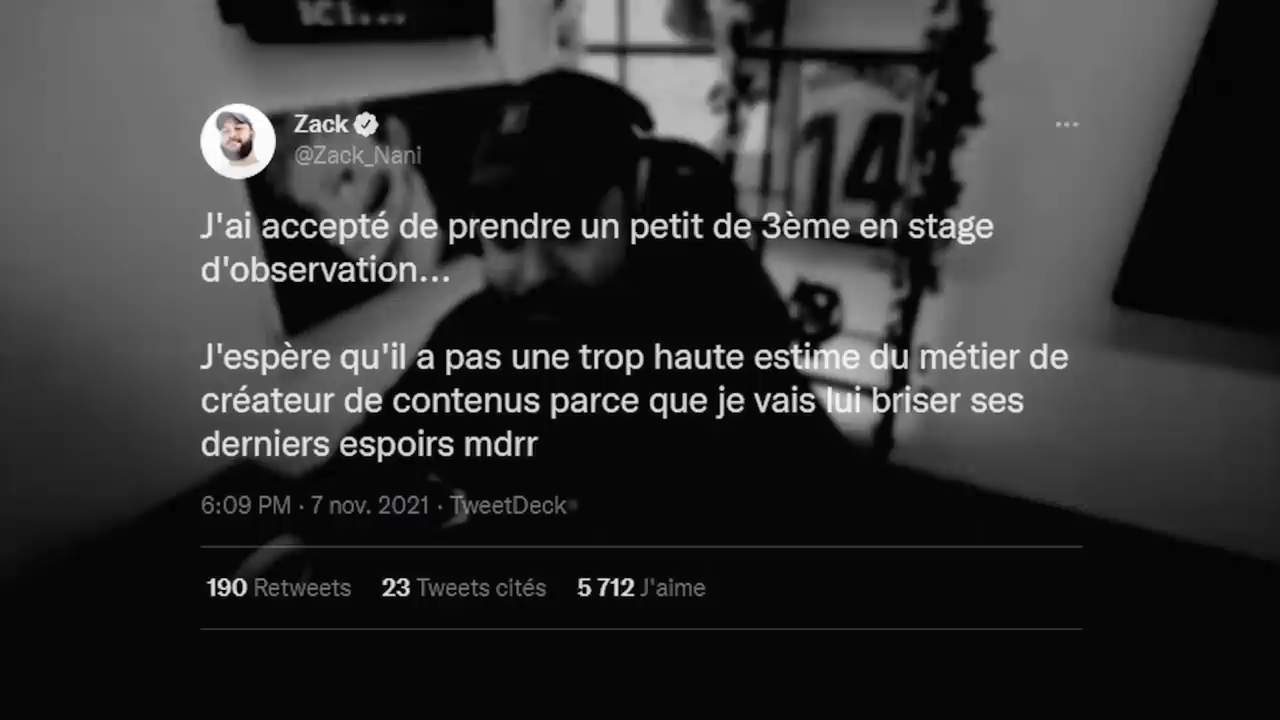 ICI...
14
Zack
@Zack_Nani
...
J'ai accepté de prendre un petit de 3ème en stage
d'observation...
J'espère qu'il a pas une trop haute estime du métier de
créateur de contenus parce que je vais lui briser ses
derniers espoirs mdrr
6:09 PM · 7 nov. 2021 · TweetDeck
190 Retweets 23 Tweets cités 5 712 J'aime